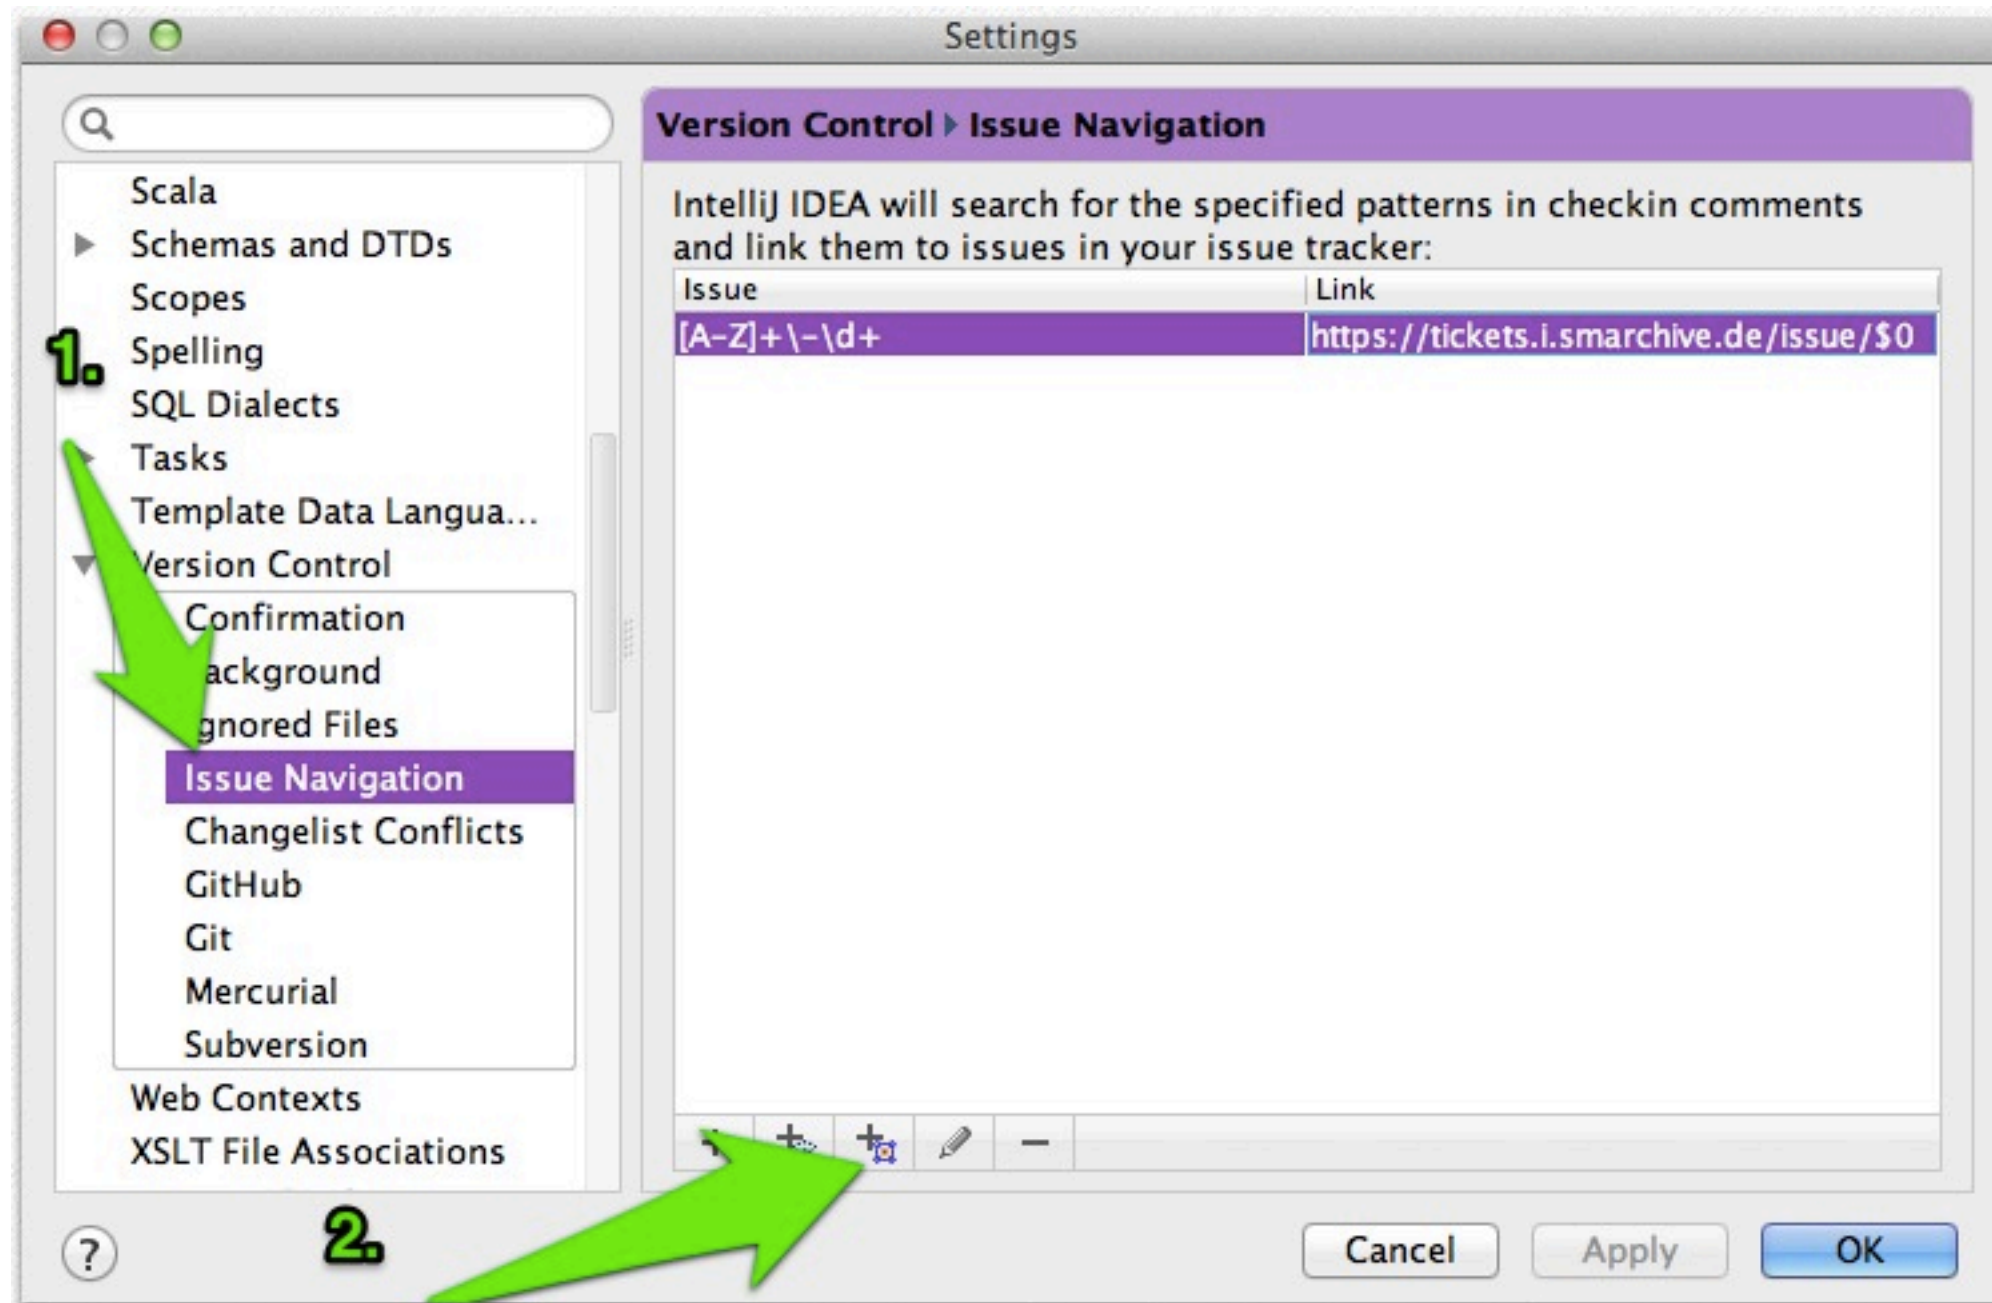 Settings
Scala
Schemas and DTDs
Scopes
1.
Spelling
SQL Dialects
Tasks
Template Data Langua...
Version Control
Confirmation
ackground
gnored Files
Issue Navigation
Changelist Conflicts
GitHub
Git
Mercurial
Subversion
Web Contexts
XSLT File Associations
Version Control Issue Navigation
IntelliJ IDEA will search for the specified patterns in checkin comments
and link them to issues in your issue tracker:
Issue Link
[A-Z]+\-\d+ https://tickets.i.smarchive.de/issue/$0
2.
?
Cancel Apply OK